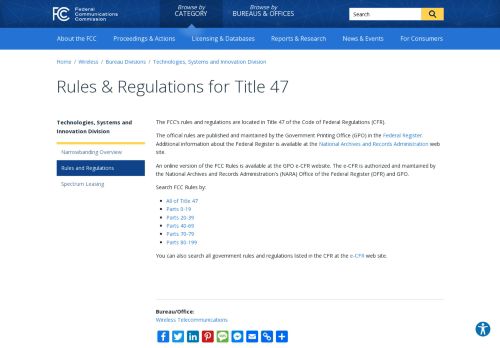 FCC Federal Communications Commission
Browse by CATEGORY
Browse by BUREAUS & OFFICES
Search
About the FCC
Proceedings & Actions
Licensing & Databases
Reports & Research
News & Events
For Consumers
Home / Wireless / Bureau Divisions / Technologies, Systems and Innovation Division
Rules & Regulations for Title 47
Technologies, Systems and
Innovation Division
Narrowbanding Overview
Rules and Regulations
Spectrum Leasing
The FCC's rules and regulations are located in Title 47 of the Code of Federal Regulations (CFR).
The official rules are published and maintained by the Government Printing Office (GPO) in the Federal Register.
Additional information about the Federal Register is available at the National Archives and Records Administration web
site.
An online version of the FCC Rules is available at the GPO e-CFR website. The e-CFR is authorized and maintained by
the National Archives and Records Administration's (NARA) Office of the Federal Register (OFR) and GPO.
Search FCC Rules by:
All of Title 47
Parts 0-19
Parts 20-39
Parts 40-69
Parts 70-79
Parts 80-199
You can also search all government rules and regulations listed in the CFR at the e-CFR web site.
Bureau/Office:
Wireless Telecommunications